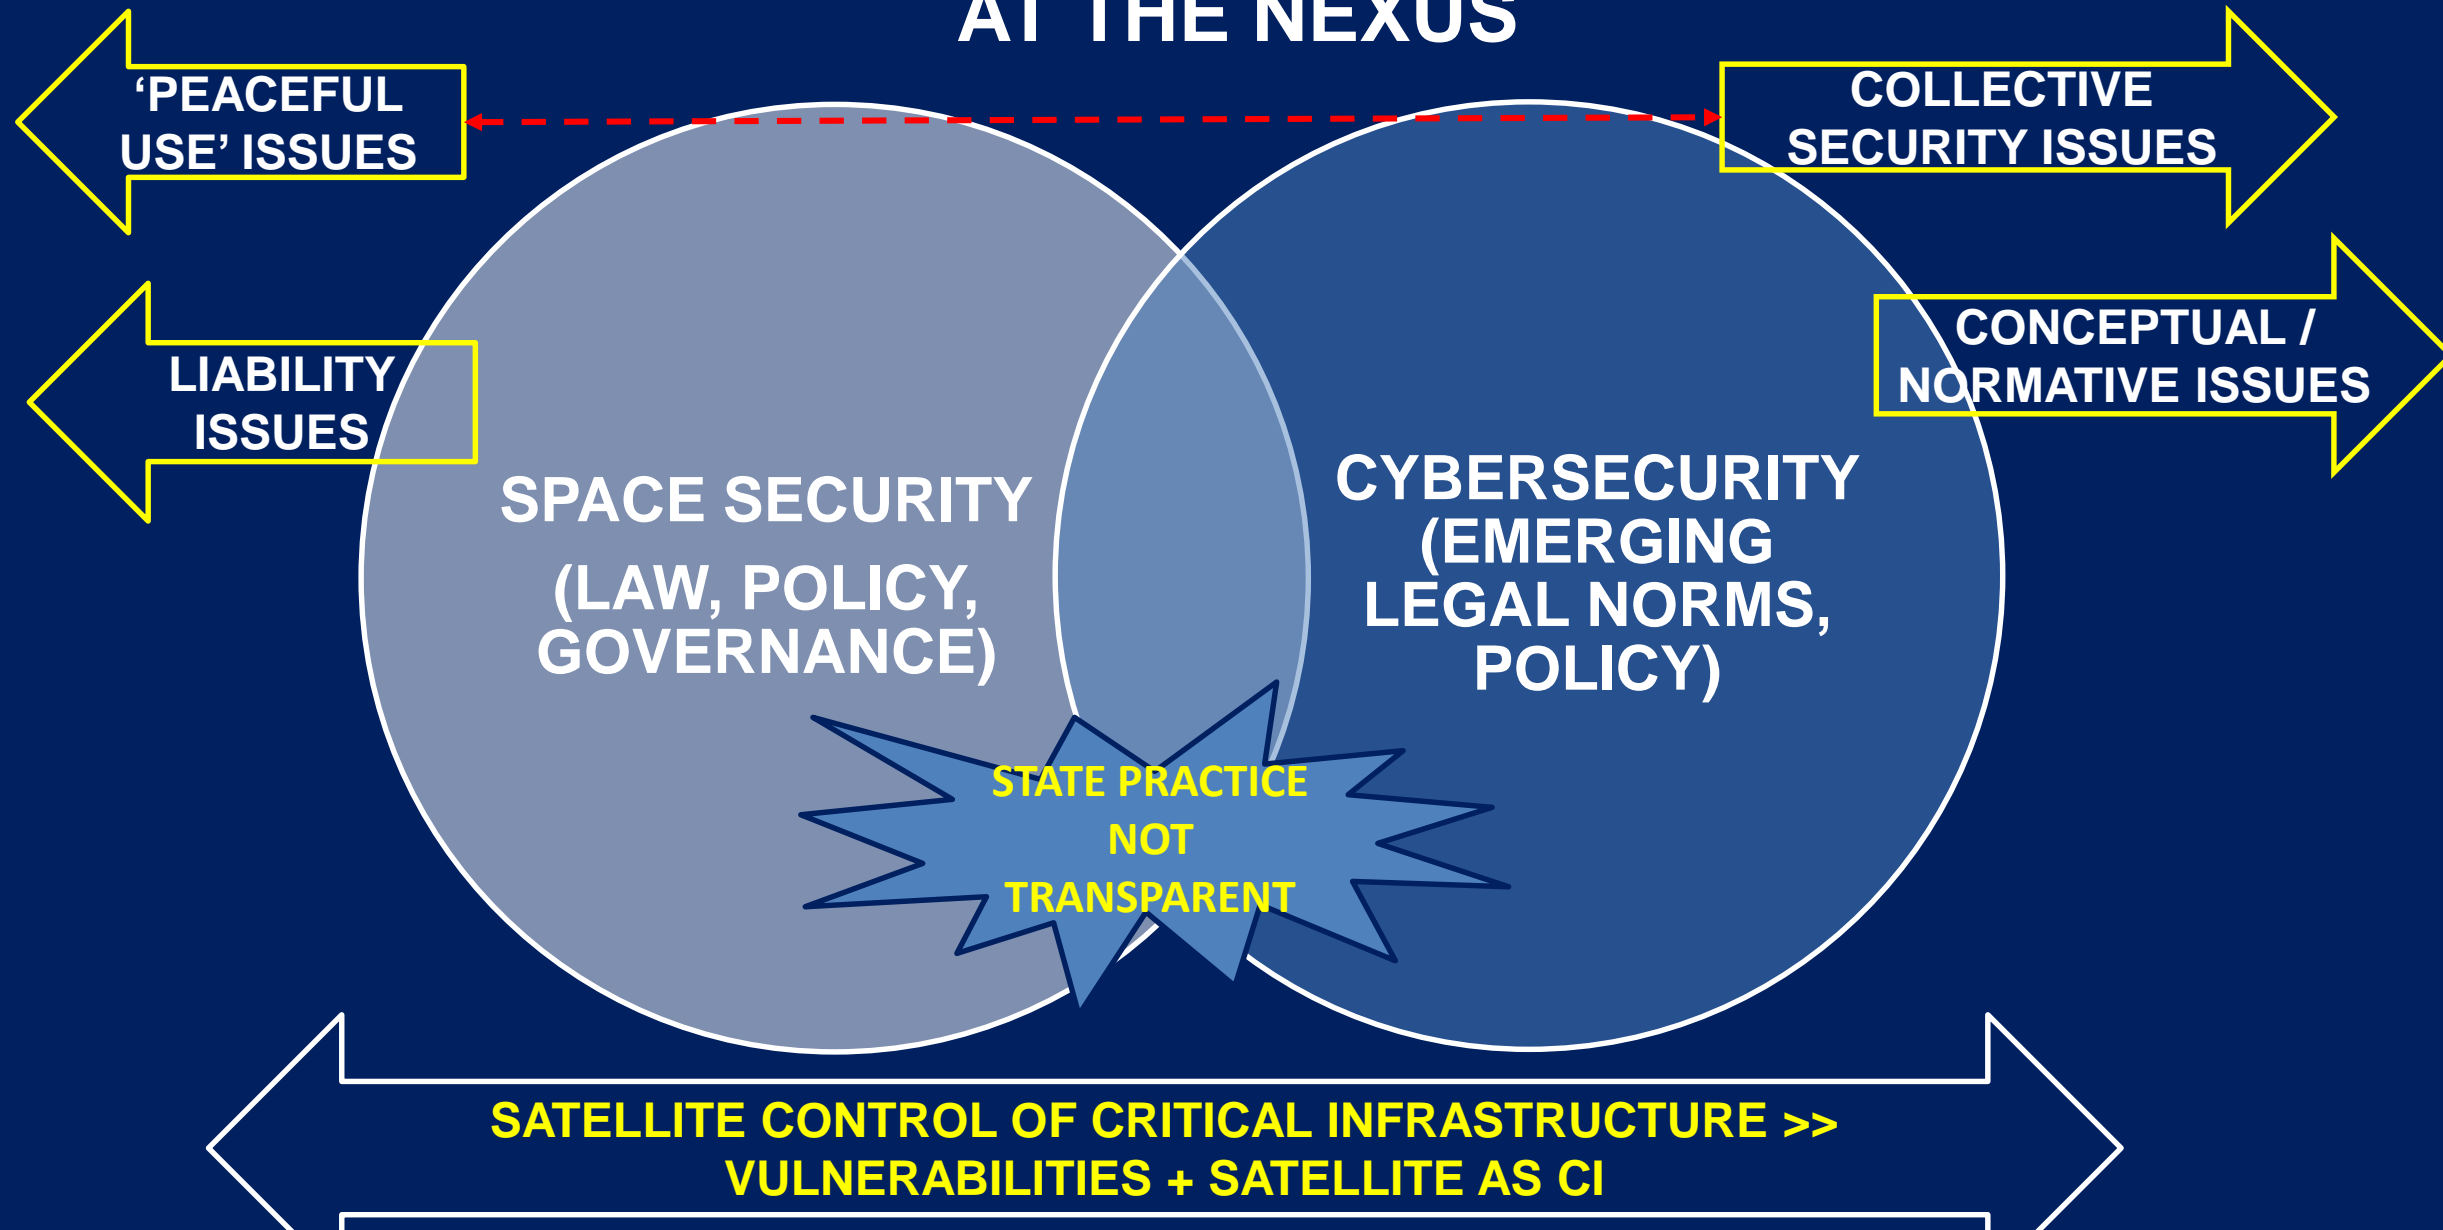 AT THE NEXUS
‘PEACEFUL
USE’ ISSUES
COLLECTIVE
SECURITY ISSUES
LIABILITY
ISSUES
CONCEPTUAL /
NORMATIVE ISSUES
SPACE SECURITY
(LAW, POLICY,
GOVERNANCE)
CYBERSECURITY
(EMERGING
LEGAL NORMS,
POLICY)
STATE PRACTICE
NOT
TRANSPARENT
SATELLITE CONTROL OF CRITICAL INFRASTRUCTURE >>
VULNERABILITIES + SATELLITE AS CI